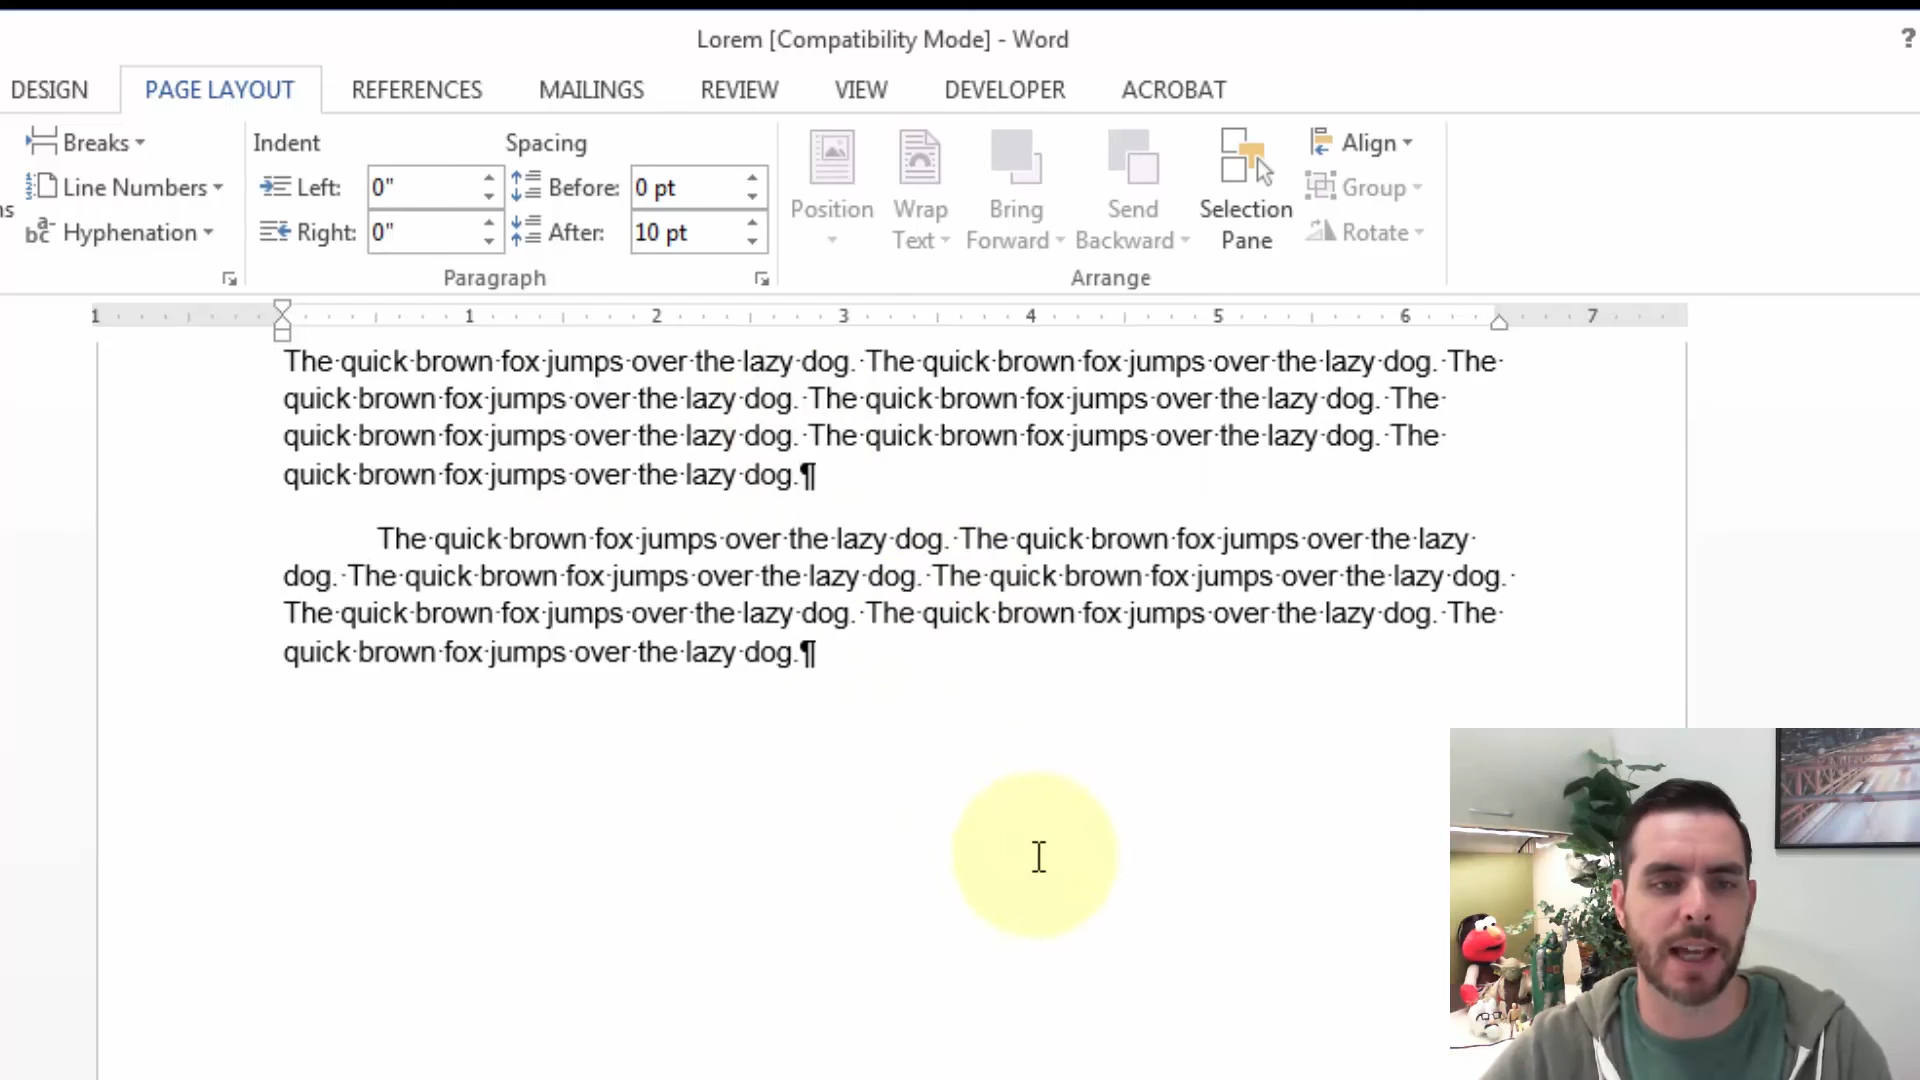 Lorem [Compatibility Mode] - Word
?
DESIGN PAGE LAYOUT REFERENCES MAILINGS REVIEW VIEW DEVELOPER ACROBAT
Breaks Indent Spacing Align
Line Numbers Left: 0" Before: 0 pt Position Wrap Text Bring Forward Send Backward Selection Pane Group
Hyphenation Right: 0" After: 10 pt Rotate
Paragraph Arrange
1 1 2 3 4 5 6 7
The·quick·brown·fox·jumps·over·the·lazy·dog.·The·quick·brown·fox·jumps·over·the·lazy·dog.·The·
quick·brown·fox·jumps·over·the·lazy·dog.·The·quick·brown·fox·jumps·over·the·lazy·dog.·The·
quick·brown·fox·jumps·over·the·lazy·dog.·The·quick·brown·fox·jumps·over·the·lazy·dog.·The·
quick·brown·fox·jumps·over·the·lazy·dog.¶
The·quick·brown·fox·jumps·over·the·lazy·dog.·The·quick·brown·fox·jumps·over·the·lazy·
dog.·The·quick·brown·fox·jumps·over·the·lazy·dog.·The·quick·brown·fox·jumps·over·the·lazy·dog.·
The·quick·brown·fox·jumps·over·the·lazy·dog.·The·quick·brown·fox·jumps·over·the·lazy·dog.·The·
quick·brown·fox·jumps·over·the·lazy·dog.¶